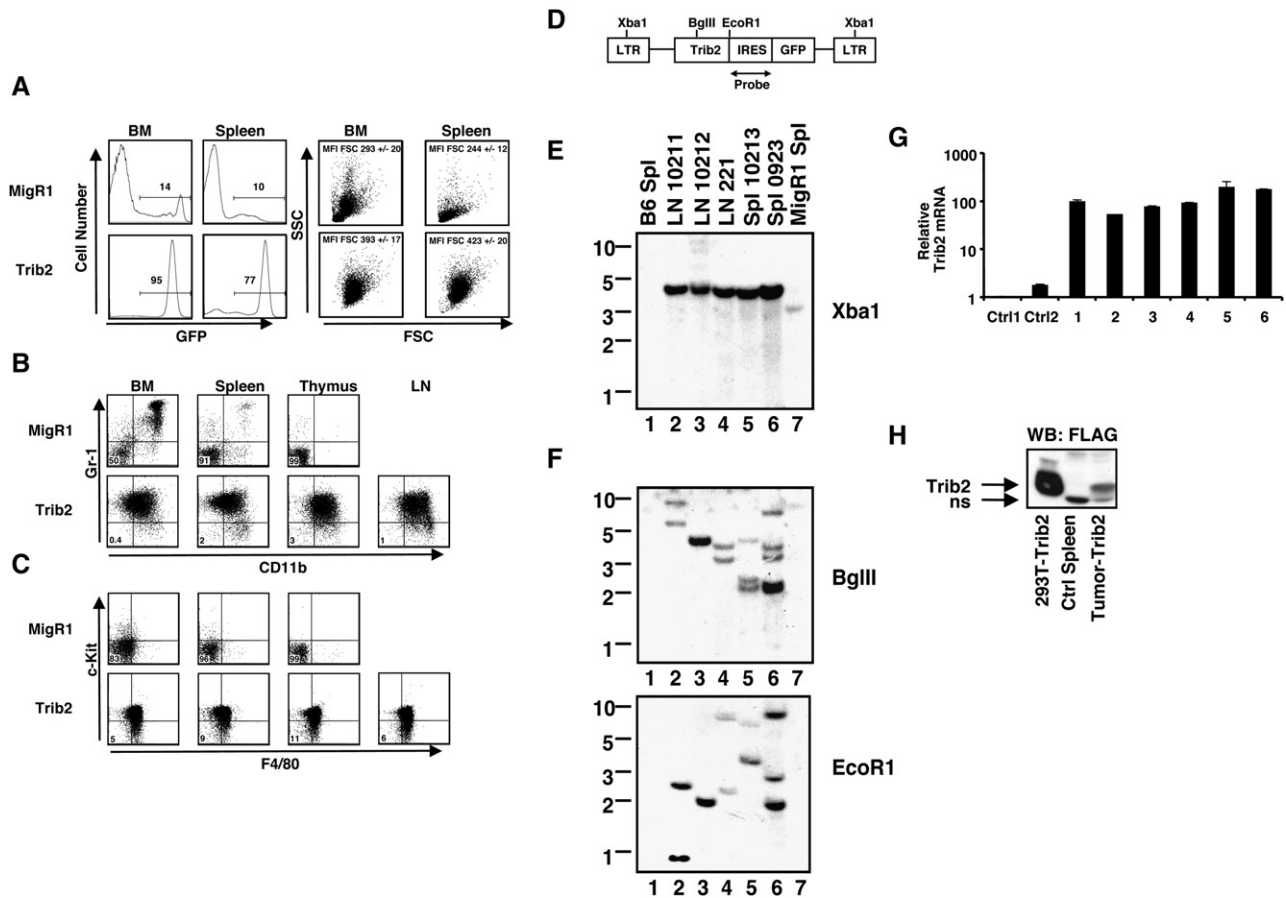 A
BM Spleen BM Spleen
MigR1
Trib2
Cell Number
14
10
95
77
GFP
SSC
MFI FSC 293 +/- 20
MFI FSC 244 +/- 12
MFI FSC 393 +/- 17
MFI FSC 423 +/- 20
FSC
B
BM Spleen Thymus LN
MigR1
Trib2
Gr-1
50
91
99
0.4
2
3
1
CD11b
C
MigR1
Trib2
c-Kit
83
96
99
5
9
11
6
F4/80
D
Xba1 BglII EcoR1 Xba1
LTR Trib2 IRES GFP LTR
Probe
E
B6 Spl
LN 10211
LN 10212
LN 221
Spl 10213
Spl 0923
MigR1 Spl
10
5
3
2
1
Xba1
1 2 3 4 5 6 7
F
10
5
3
2
1
BglII
1 2 3 4 5 6 7
10
5
3
2
1
EcoR1
1 2 3 4 5 6 7
G
Relative
Trib2 mRNA
1000
100
10
1
Ctrl1 Ctrl2 1 2 3 4 5 6
H
WB: FLAG
Trib2
ns
293T-Trib2
Ctrl Spleen
Tumor-Trib2